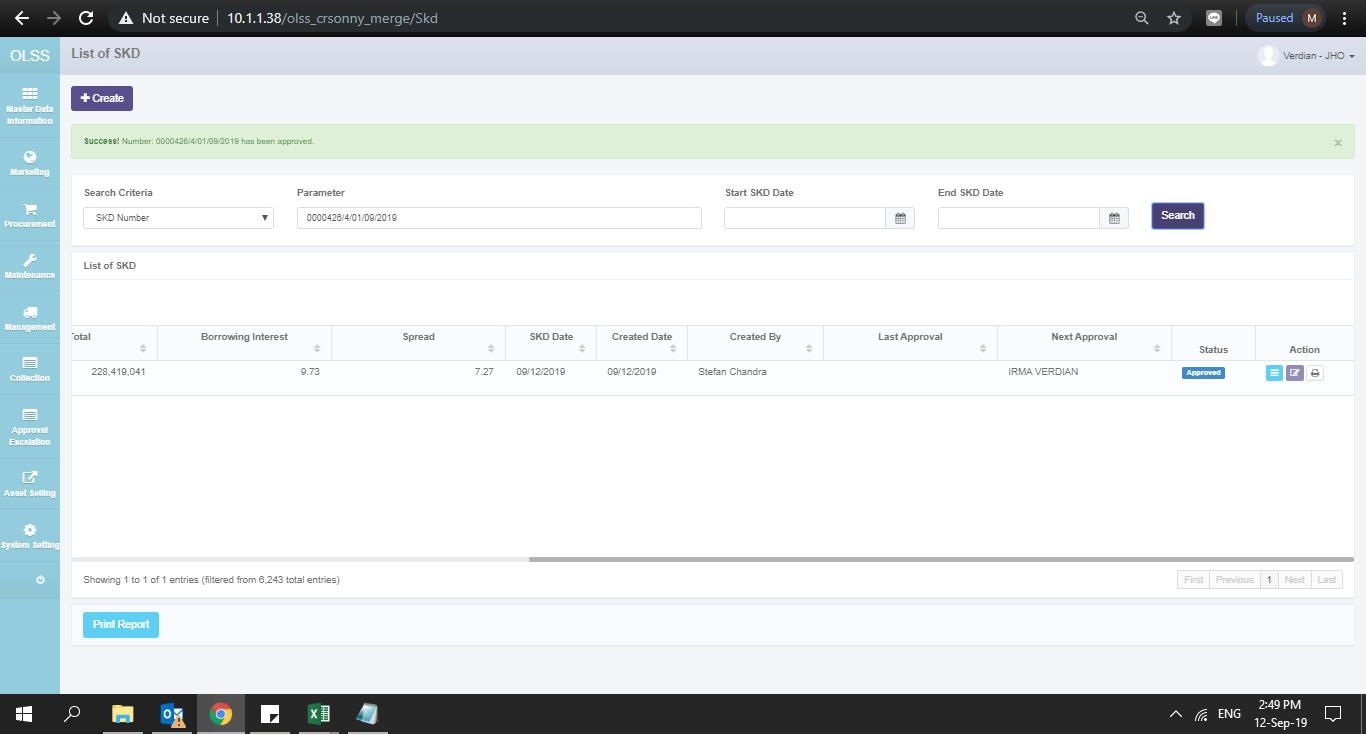 Not secure 10.1.1.38/olss_crsonny_merge/Skd Paused M
OLSS List of SKD Verdian - JHO
Master Data
Information
Marketing
Procurement
Maintenance
Management
Collection
Approval
Escalation
Asset Selling
System Setting
+ Create
Success! Number: 0000426/4/01/09/2019 has been approved. ×
Search Criteria Parameter Start SKD Date End SKD Date
SKD Number 0000426/4/01/09/2019 Search
List of SKD
Total Borrowing Interest Spread SKD Date Created Date Created By Last Approval Next Approval Status Action
228,419,041 9.73 7.27 09/12/2019 09/12/2019 Stefan Chandra IRMA VERDIAN Approved
Showing 1 to 1 of 1 entries (filtered from 6,243 total entries) First Previous 1 Next Last
Print Report
ENG 2:49 PM
12-Sep-19